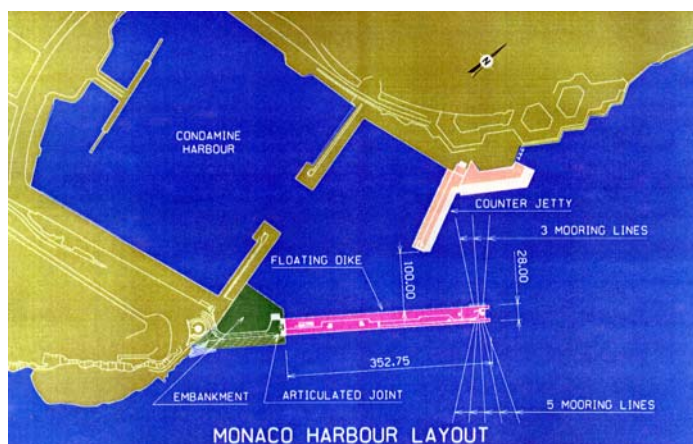 N
CONDAMINE
HARBOUR
COUNTER JETTY
3 MOORING LINES
FLOATING DIKE
100.00
28.00
352.75
EMBANKMENT
ARTICULATED JOINT
5 MOORING LINES
MONACO HARBOUR LAYOUT